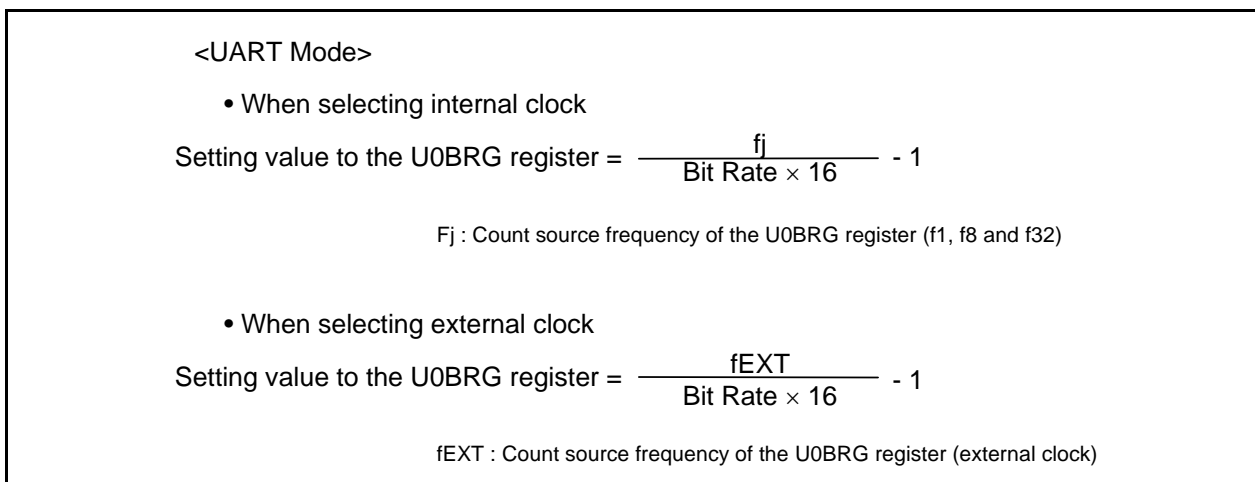 <UART Mode>
• When selecting internal clock
Setting value to the U0BRG register = fj / Bit Rate × 16 - 1
Fj : Count source frequency of the U0BRG register (f1, f8 and f32)
• When selecting external clock
Setting value to the U0BRG register = fEXT / Bit Rate × 16 - 1
fEXT : Count source frequency of the U0BRG register (external clock)